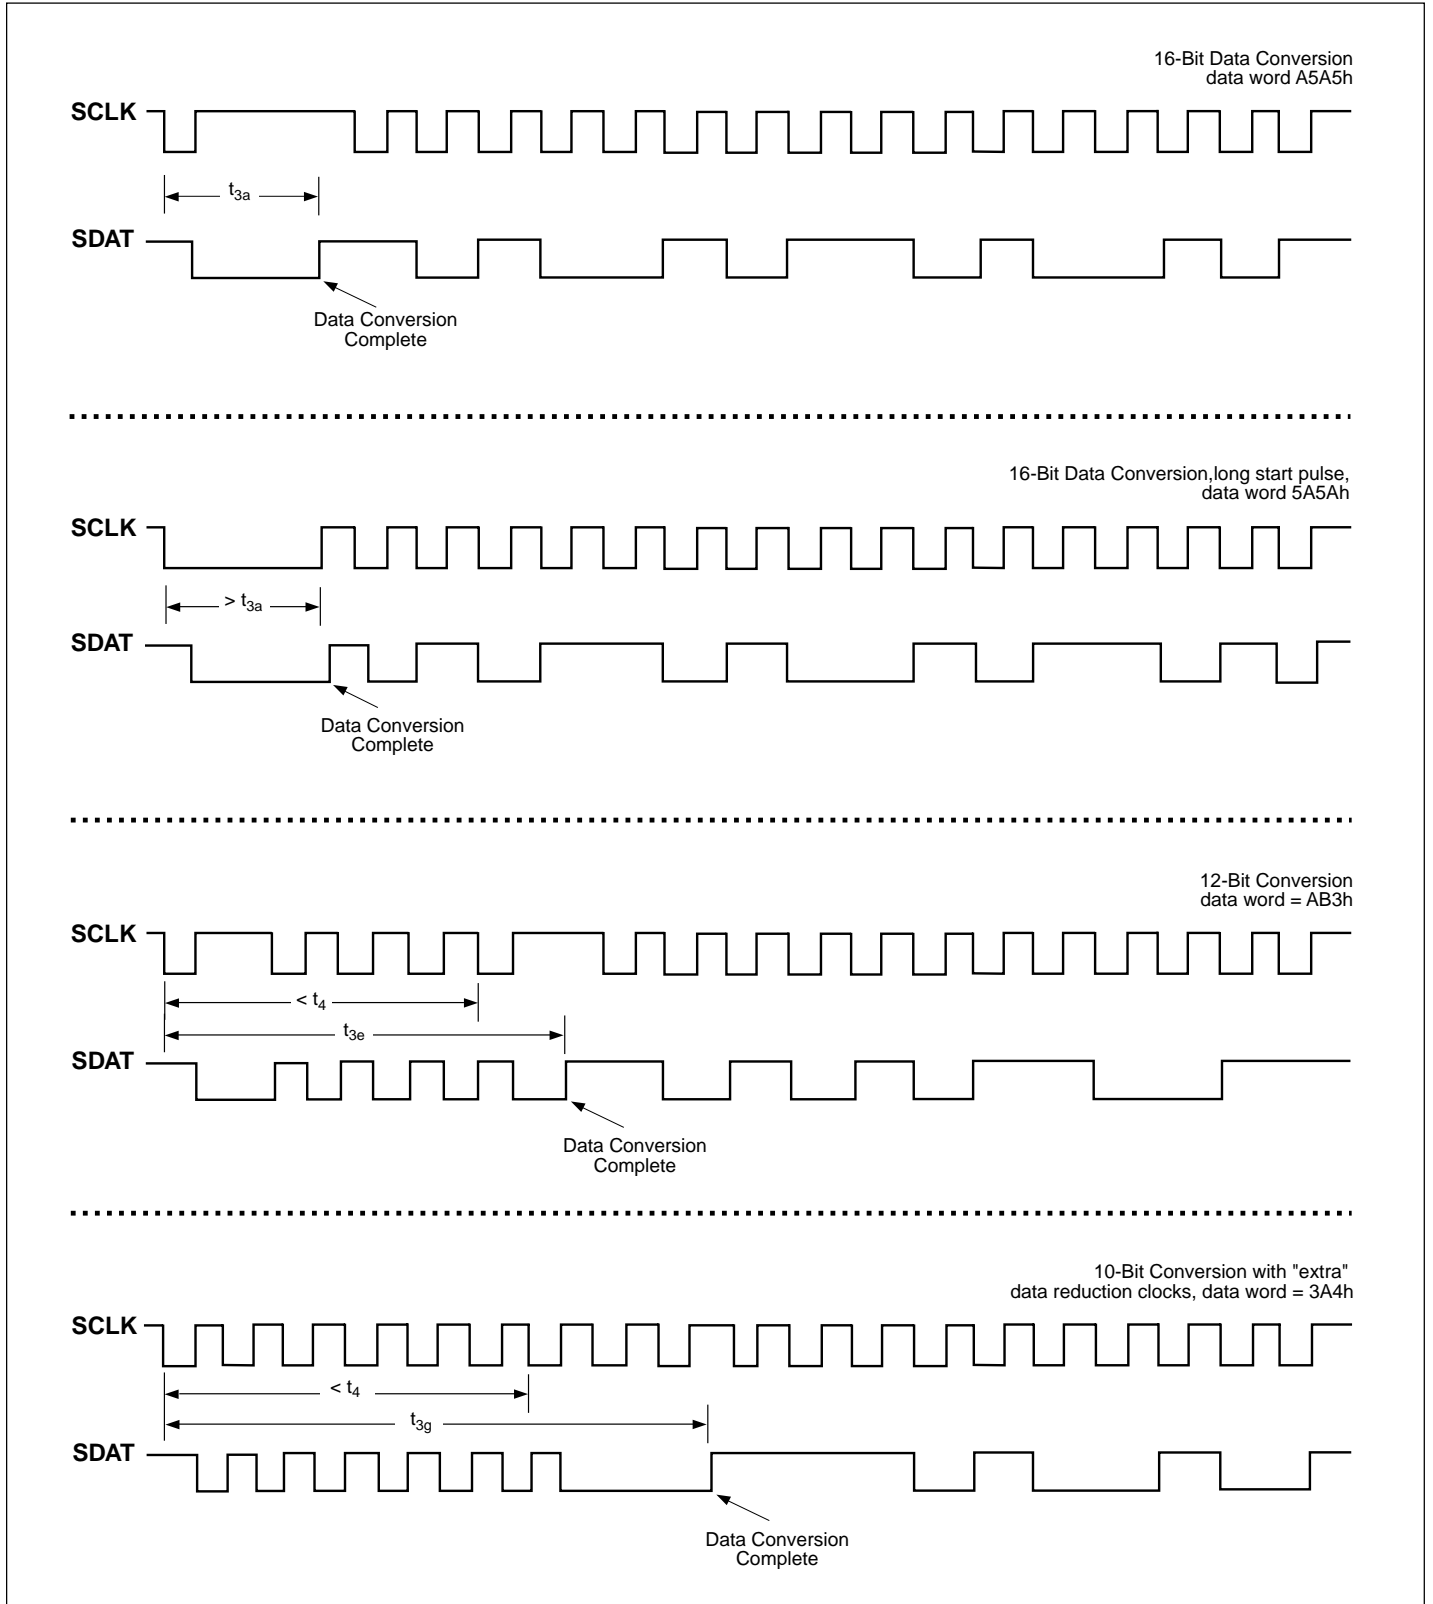 16-Bit Data Conversion
data word A5A5h
SCLK
t3a
SDAT
Data Conversion
Complete
16-Bit Data Conversion,long start pulse,
data word 5A5Ah
SCLK
> t3a
SDAT
Data Conversion
Complete
12-Bit Conversion
data word = AB3h
SCLK
< t4
t3e
SDAT
Data Conversion
Complete
10-Bit Conversion with "extra"
data reduction clocks, data word = 3A4h
SCLK
< t4
t3g
SDAT
Data Conversion
Complete